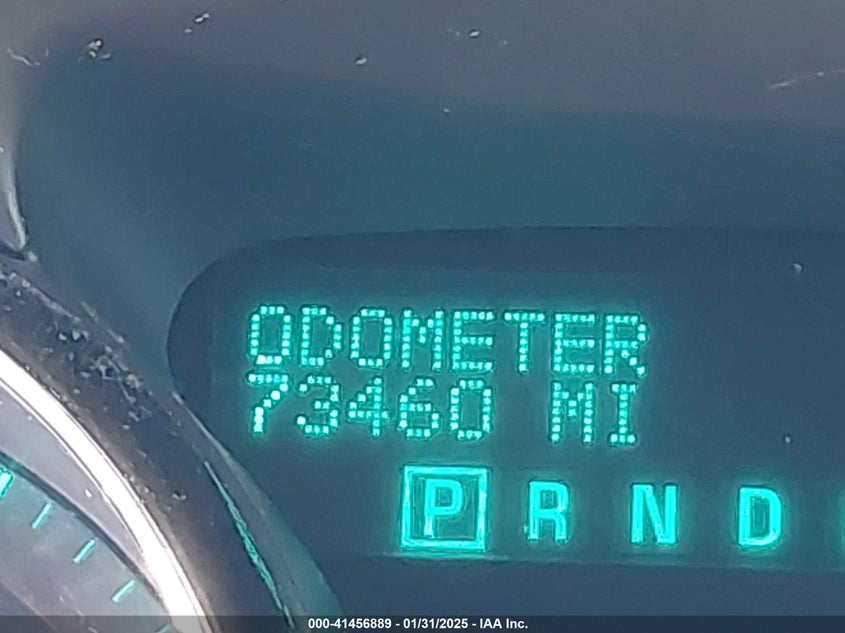 ODOMETER
73460 MI
P R N D
000-41456889 - 01/31/2025 - IAA Inc.